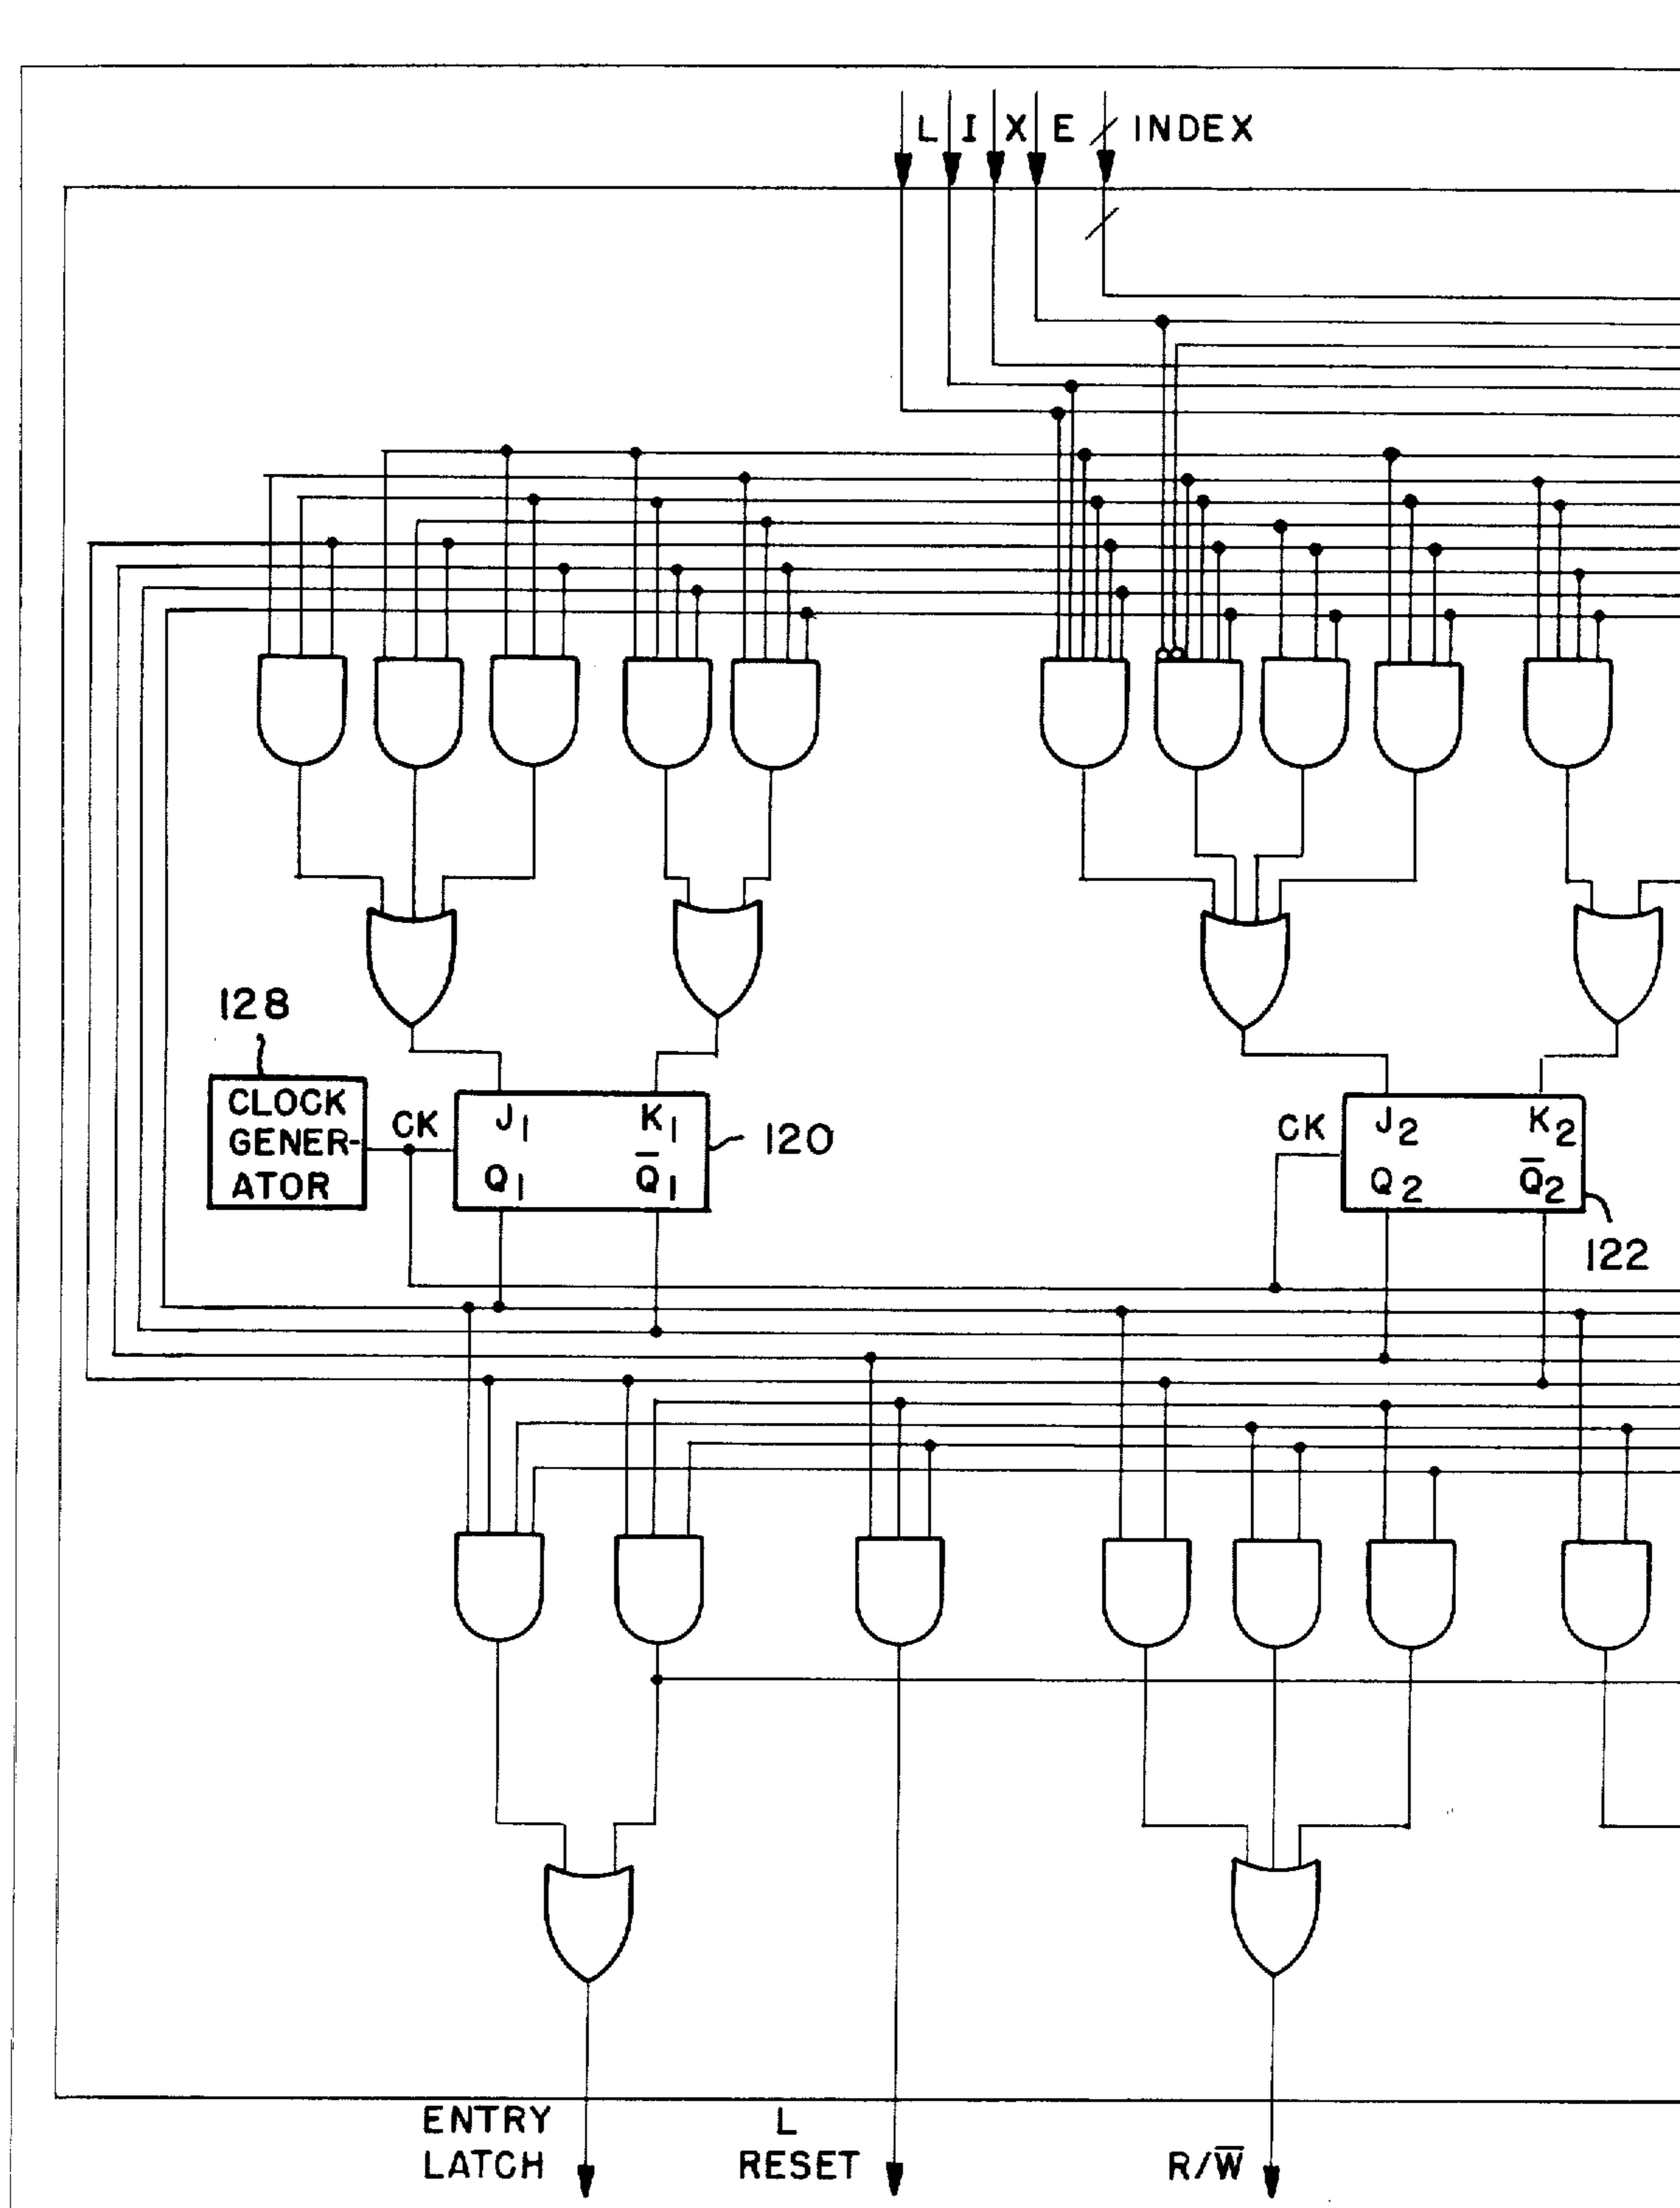 L I X E INDEX
128
CLOCK
GENER-
ATOR
CK
J1 K1
Q1 Q̅1
120
CK
J2 K2
Q2 Q̅2
122
ENTRY
LATCH
L
RESET
R/W̅